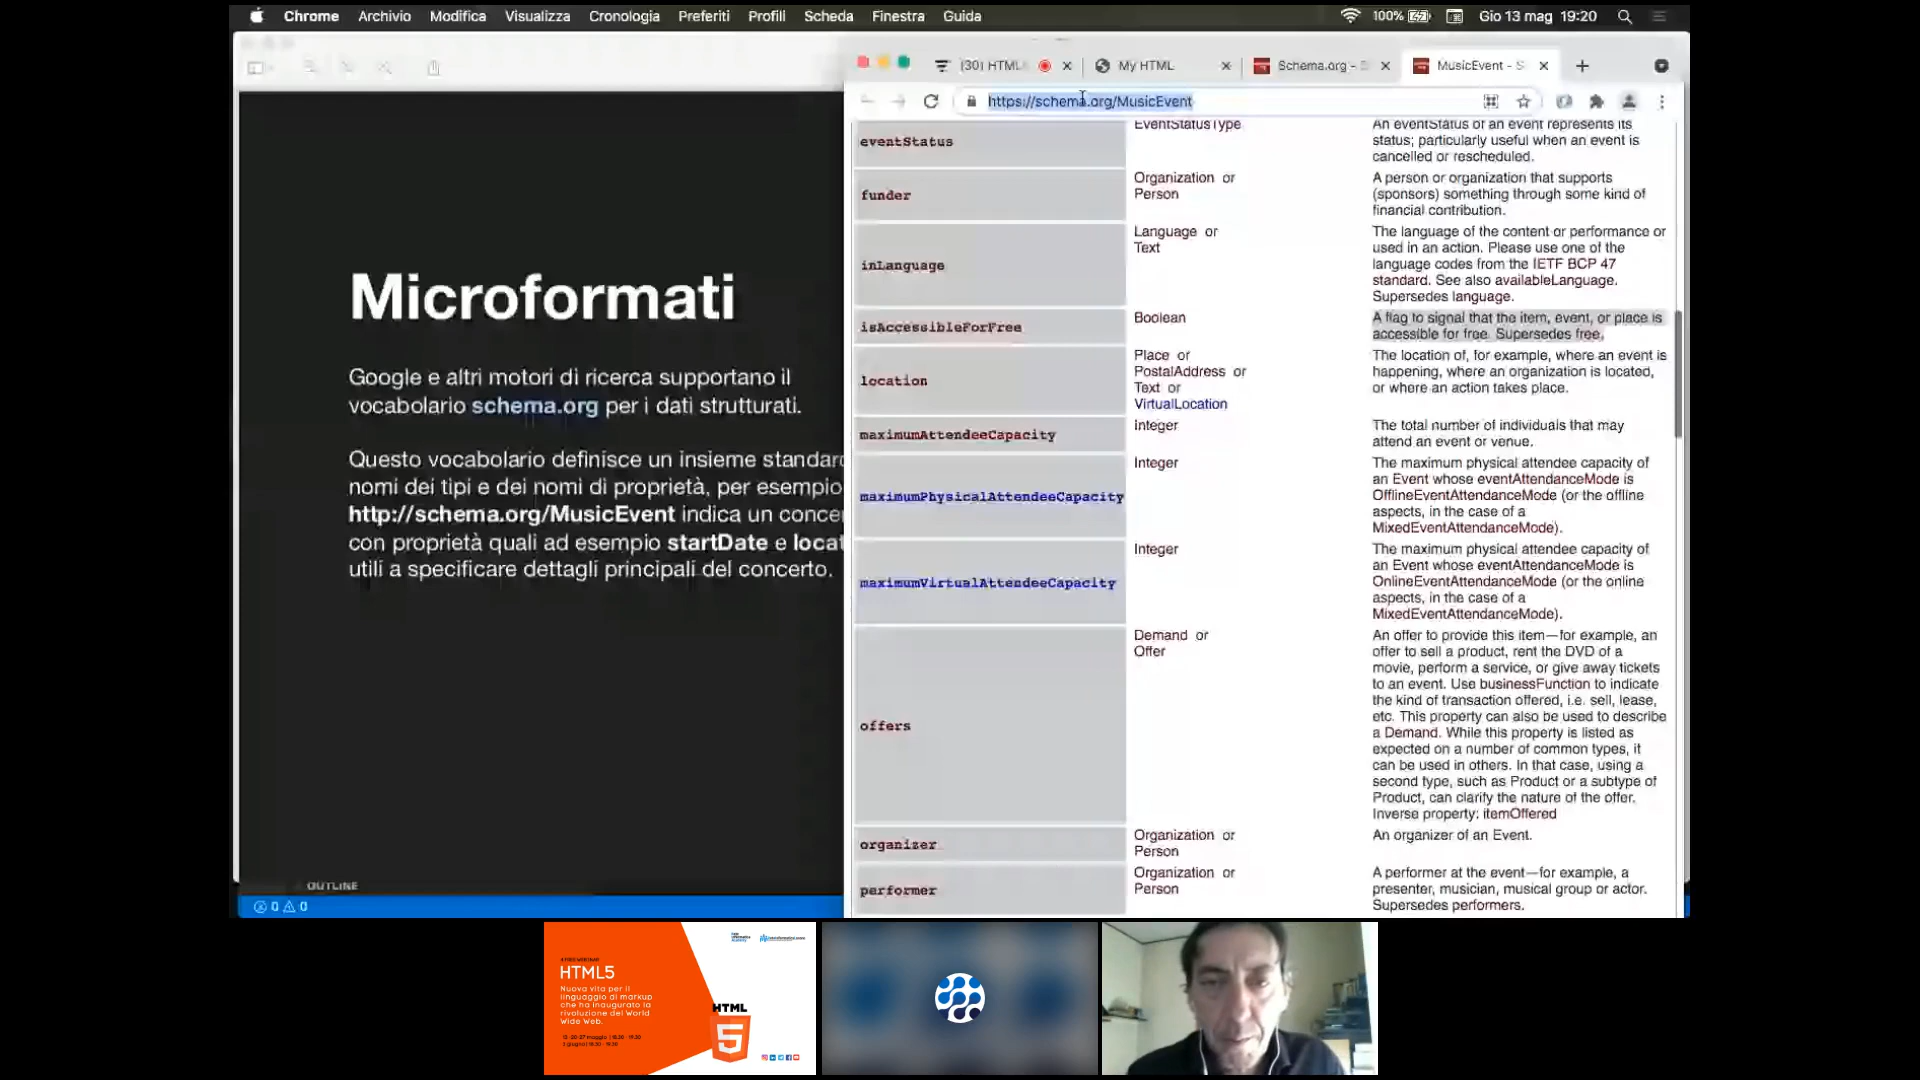 Chrome Archivio Modifica Visualizza Cronologia Preferiti Profili Scheda Finestra Guida 100% Gio 13 mag 19:20
(30) HTML My HTML Schema.org - MusicEvent - S
https://schema.org/MusicEvent
Microformati
Google e altri motori di ricerca supportano il
vocabolario schema.org per i dati strutturati.
Questo vocabolario definisce un insieme standard
nomi dei tipi e dei nomi di proprietà, per esempio
http://schema.org/MusicEvent indica un conce
con proprietà quali ad esempio startDate e locat
utili a specificare dettagli principali del concerto.
OUTLINE
0 0
eventStatus
EventStatusType
An eventStatus of an event represents its
status; particularly useful when an event is
cancelled or rescheduled.
funder
Organization or
Person
A person or organization that supports
(sponsors) something through some kind of
financial contribution.
inLanguage
Language or
Text
The language of the content or performance or
used in an action. Please use one of the
language codes from the IETF BCP 47
standard. See also availableLanguage.
Supersedes language.
isAccessibleForFree
Boolean
A flag to signal that the item, event, or place is
accessible for free. Supersedes free.
location
Place or
PostalAddress or
Text or
VirtualLocation
The location of, for example, where an event is
happening, where an organization is located,
or where an action takes place.
maximumAttendeeCapacity
Integer
The total number of individuals that may
attend an event or venue.
maximumPhysicalAttendeeCapacity
Integer
The maximum physical attendee capacity of
an Event whose eventAttendanceMode is
OfflineEventAttendanceMode (or the offline
aspects, in the case of a
MixedEventAttendanceMode).
maximumVirtualAttendeeCapacity
Integer
The maximum physical attendee capacity of
an Event whose eventAttendanceMode is
OnlineEventAttendanceMode (or the online
aspects, in the case of a
MixedEventAttendanceMode).
offers
Demand or
Offer
An offer to provide this item—for example, an
offer to sell a product, rent the DVD of a
movie, perform a service, or give away tickets
to an event. Use businessFunction to indicate
the kind of transaction offered, i.e. sell, lease,
etc. This property can also be used to describe
a Demand. While this property is listed as
expected on a number of common types, it
can be used in others. In that case, using a
second type, such as Product or a subtype of
Product, can clarify the nature of the offer.
Inverse property: itemOffered
organizer
Organization or
Person
An organizer of an Event.
performer
Organization or
Person
A performer at the event—for example, a
presenter, musician, musical group or actor.
Supersedes performers.
HTML5
Nuova vita per il
linguaggio di markup
che ha inaugurato la
rivoluzione del World
Wide Web.
HTML
5